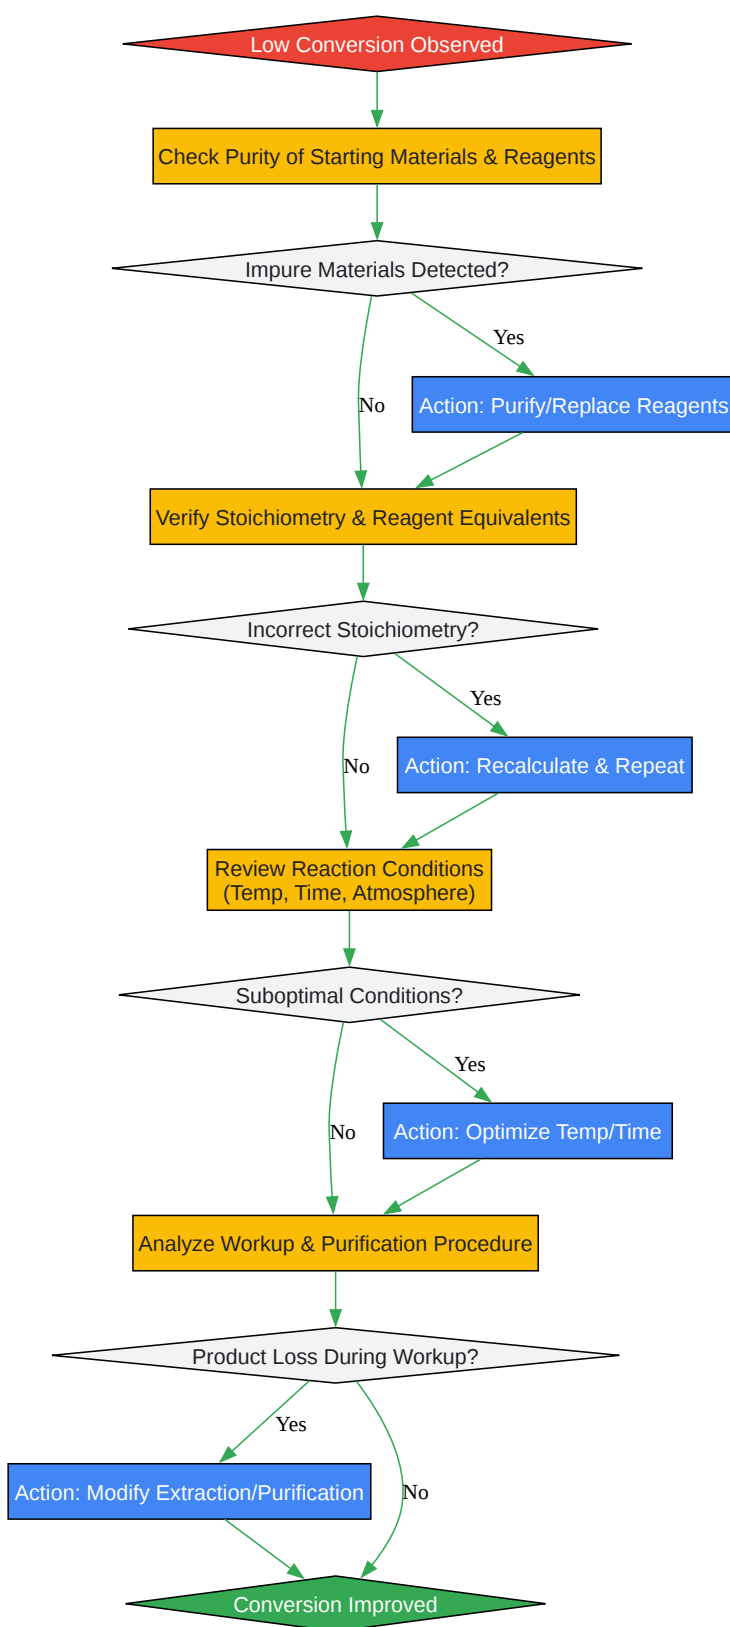 Low Conversion Observed
Check Purity of Starting Materials & Reagents
Impure Materials Detected?
Yes
No
Action: Purify/Replace Reagents
Verify Stoichiometry & Reagent Equivalents
Incorrect Stoichiometry?
Yes
No
Action: Recalculate & Repeat
Review Reaction Conditions
(Temp, Time, Atmosphere)
Suboptimal Conditions?
Yes
No
Action: Optimize Temp/Time
Analyze Workup & Purification Procedure
Product Loss During Workup?
Yes
Action: Modify Extraction/Purification
No
Conversion Improved